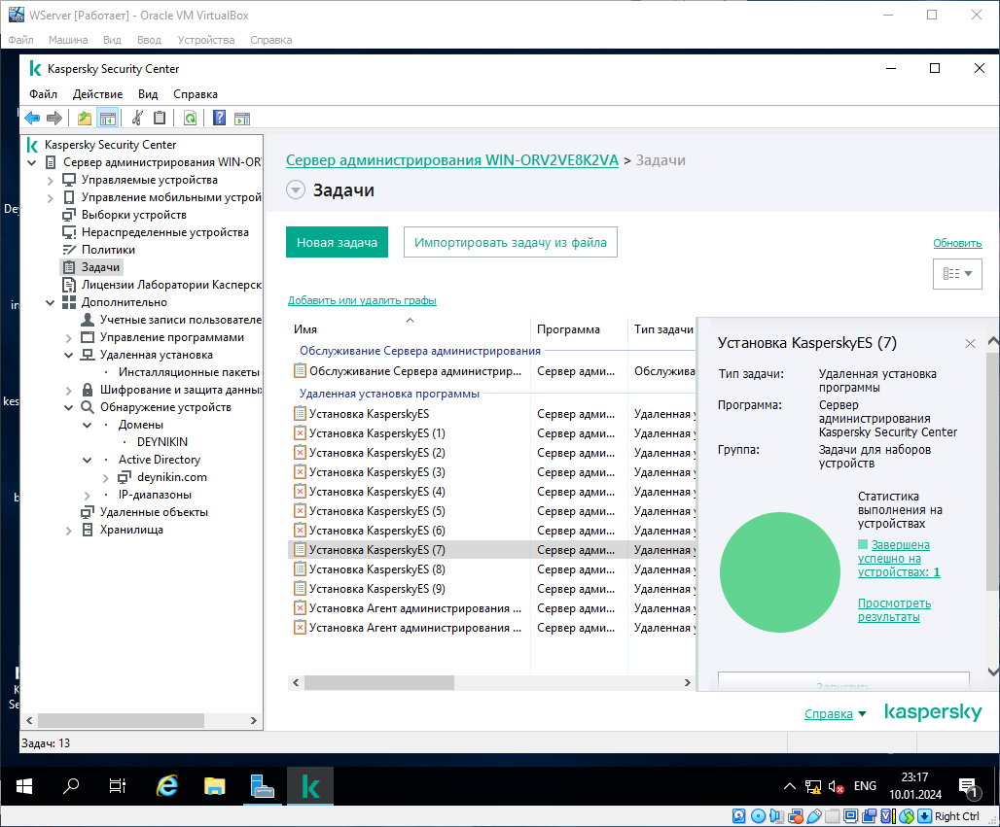 WServer [Работает] - Oracle VM VirtualBox
Файл Машина Вид Ввод Устройства Справка
Kaspersky Security Center
Файл Действие Вид Справка
Kaspersky Security Center
Сервер администрирования WIN-OR
Управляемые устройства
Управление мобильными устрой
Выборки устройств
Нераспределенные устройства
Политики
Задачи
Лицензии Лаборатории Касперск
Дополнительно
Учетные записи пользователе
Управление программами
Удаленная установка
Инсталляционные пакеты
Шифрование и защита данны
Обнаружение устройств
Домены
DEYNIKIN
Active Directory
deynikin.com
IP-диапазоны
Удаленные объекты
Хранилища
Сервер администрирования WIN-ORV2VE8K2VA > Задачи
Задачи
Новая задача
Импортировать задачу из файла
Обновить
Добавить или удалить графы
Имя Программа Тип задачи
Обслуживание Сервера администрирования
Обслуживание Сервера администрир... Сервер адми... Обслужива
Удаленная установка программы
Установка KasperskyES Сервер адми... Удаленная у
Установка KasperskyES (1) Сервер адми... Удаленная у
Установка KasperskyES (2) Сервер адми... Удаленная у
Установка KasperskyES (3) Сервер адми... Удаленная у
Установка KasperskyES (4) Сервер адми... Удаленная у
Установка KasperskyES (5) Сервер адми... Удаленная у
Установка KasperskyES (6) Сервер адми... Удаленная у
Установка KasperskyES (7) Сервер адми... Удаленная у
Установка KasperskyES (8) Сервер адми... Удаленная у
Установка KasperskyES (9) Сервер адми... Удаленная у
Установка Агент администрирования ... Сервер адми... Удаленная у
Установка Агент администрирования ... Сервер адми... Удаленная у
Установка KasperskyES (7)
Тип задачи: Удаленная установка
программы
Программа: Сервер
администрирования
Kaspersky Security Center
Группа: Задачи для наборов
устройств
Статистика
выполнения на
устройствах
Завершена
успешно на
устройствах: 1
Просмотреть
результаты
Запустить
Справка
kaspersky
Задач: 13
Dey
in
kes
b
K
Se
ENG
23:17
10.01.2024
1
Right Ctrl